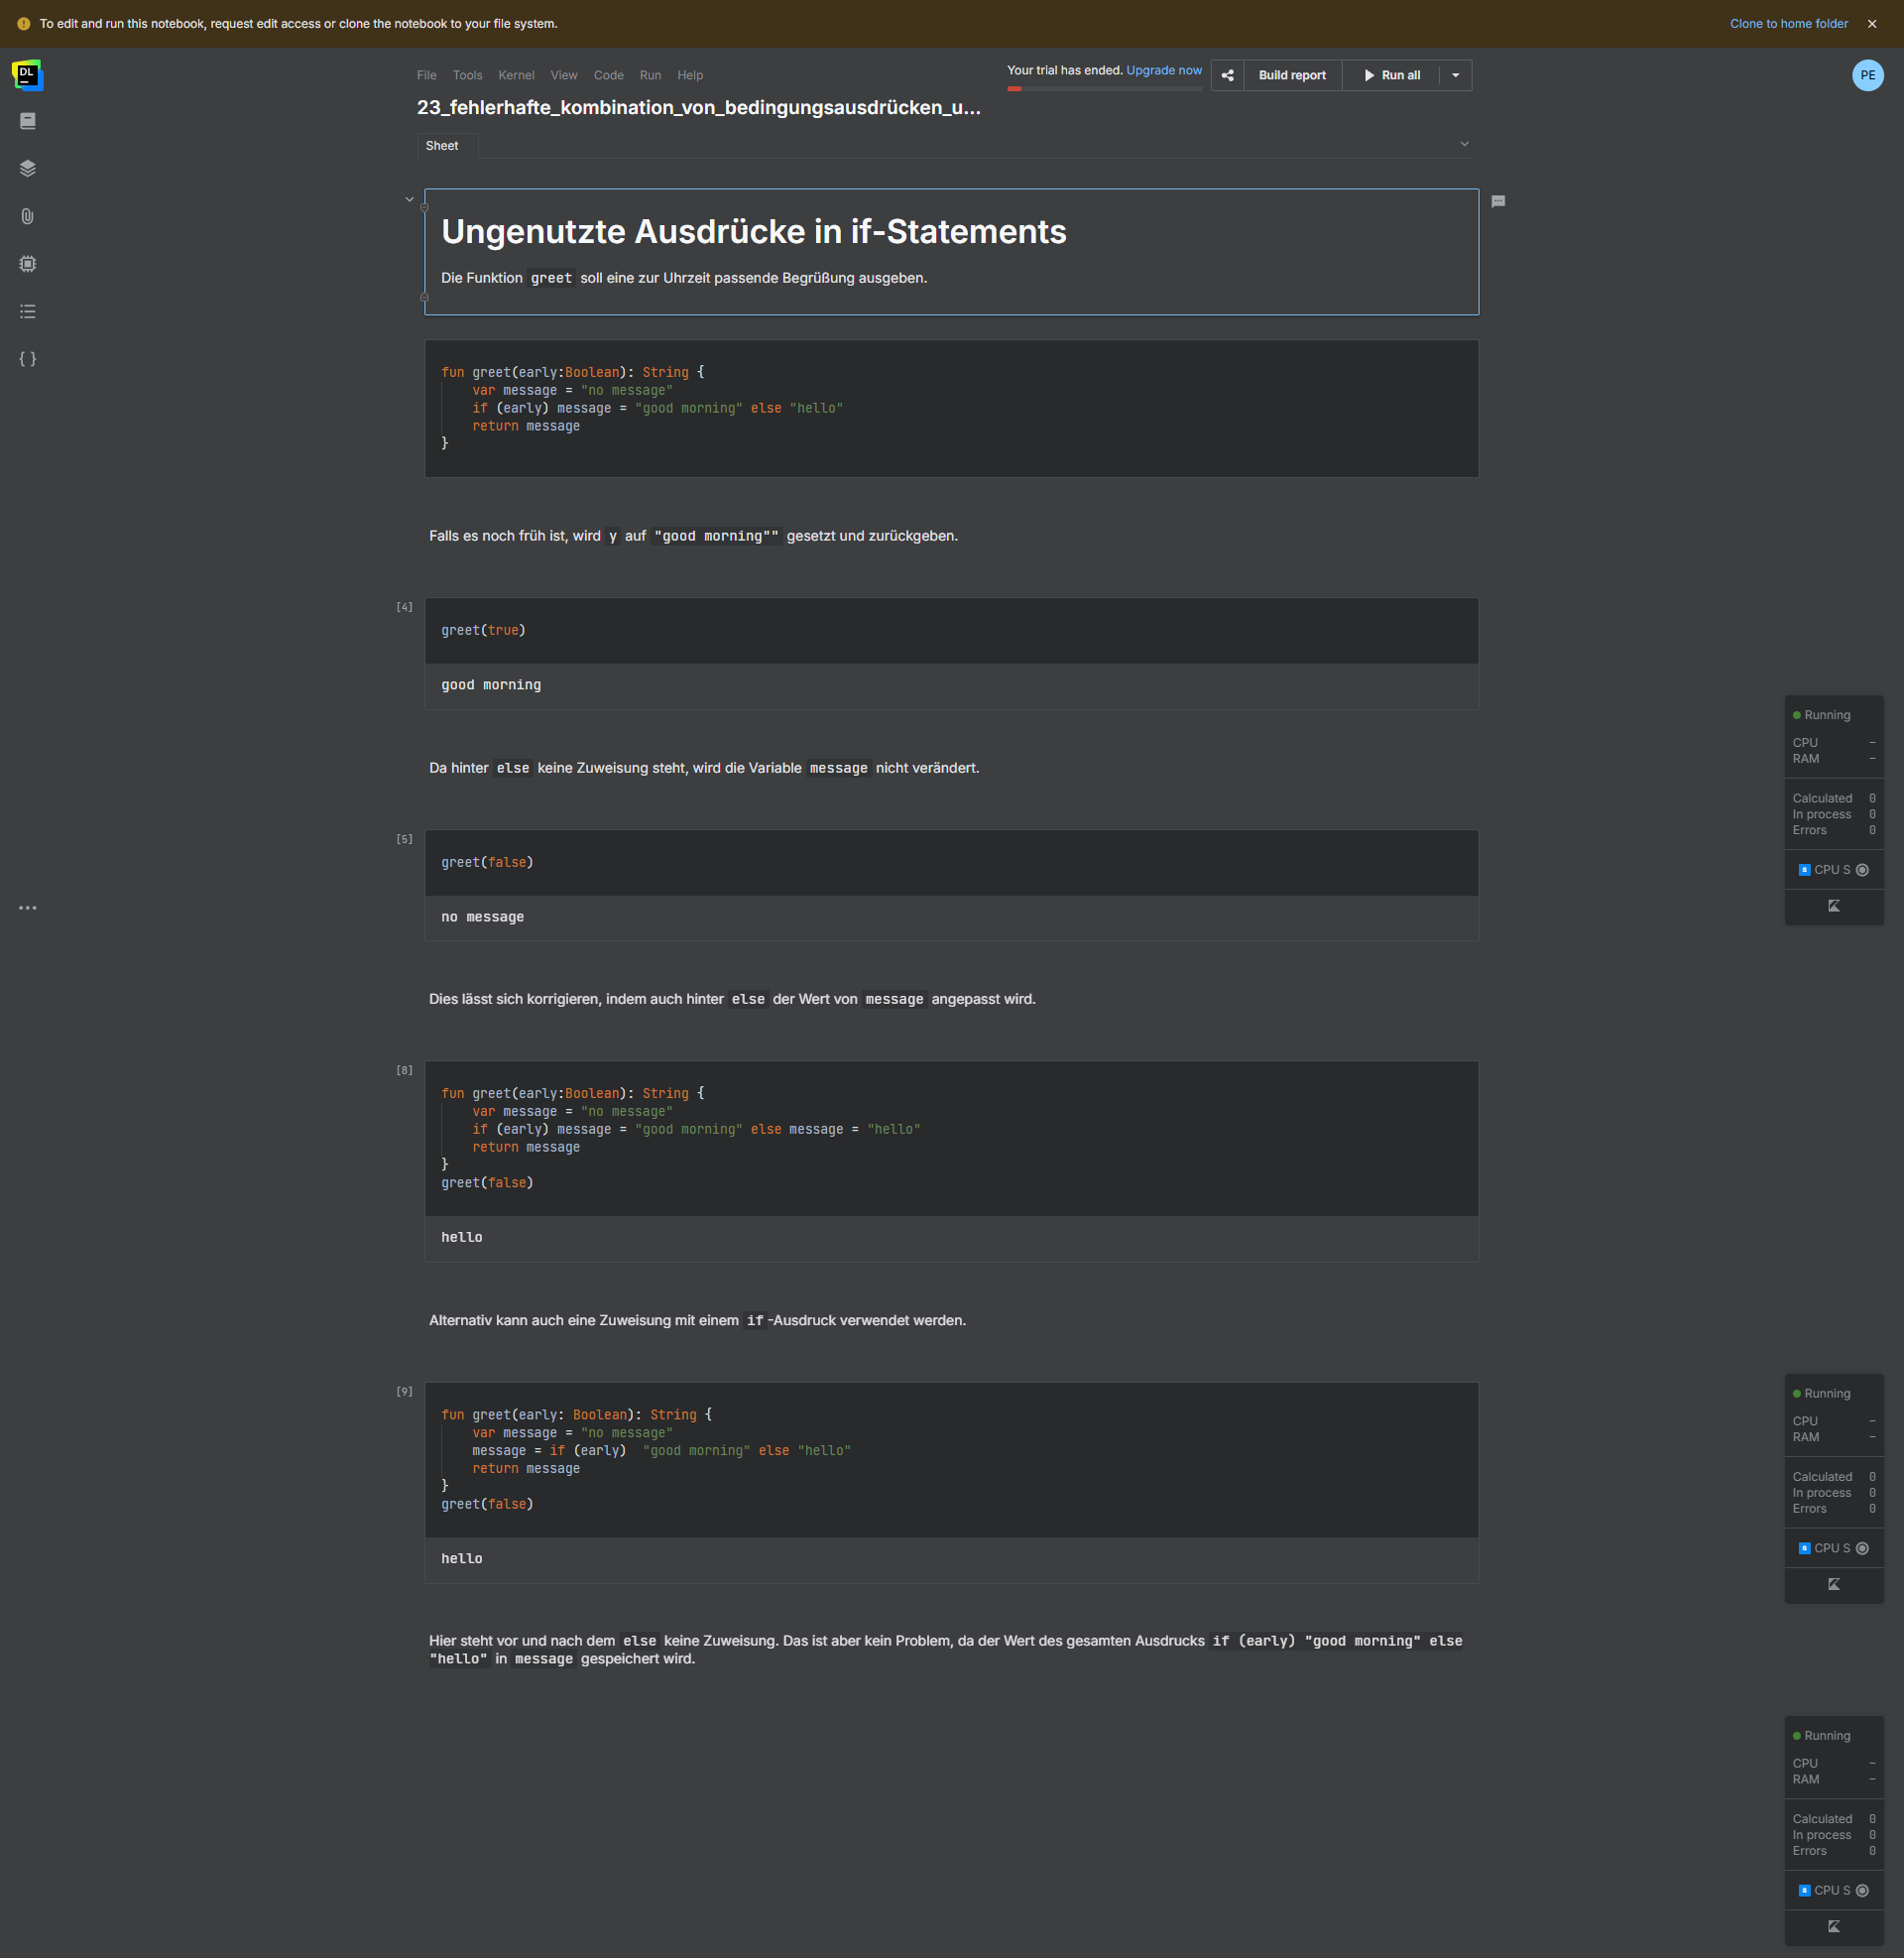 To edit and run this notebook, request edit access or clone the notebook to your file system.
Clone to home folder
DL
File Tools Kernel View Code Run Help
Your trial has ended. Upgrade now
Build report
Run all
PE
23_fehlerhafte_kombination_von_bedingungsausdrücken_u...
Sheet
Ungenutzte Ausdrücke in if-Statements
Die Funktion greet soll eine zur Uhrzeit passende Begrüßung ausgeben.
fun greet(early:Boolean): String {
var message = "no message"
if (early) message = "good morning" else "hello"
return message
}
Falls es noch früh ist, wird y auf "good morning"" gesetzt und zurückgeben.
[4]
greet(true)
good morning
Da hinter else keine Zuweisung steht, wird die Variable message nicht verändert.
[5]
greet(false)
no message
Dies lässt sich korrigieren, indem auch hinter else der Wert von message angepasst wird.
[8]
fun greet(early:Boolean): String {
var message = "no message"
if (early) message = "good morning" else message = "hello"
return message
}
greet(false)
hello
Alternativ kann auch eine Zuweisung mit einem if-Ausdruck verwendet werden.
[9]
fun greet(early: Boolean): String {
var message = "no message"
message = if (early)  "good morning" else "hello"
return message
}
greet(false)
hello
Hier steht vor und nach dem else keine Zuweisung. Das ist aber kein Problem, da der Wert des gesamten Ausdrucks if (early) "good morning" else
"hello" in message gespeichert wird.
Running
CPU –
RAM –
Calculated 0
In process 0
Errors 0
S CPU S
Running
CPU –
RAM –
Calculated 0
In process 0
Errors 0
S CPU S
Running
CPU –
RAM –
Calculated 0
In process 0
Errors 0
S CPU S